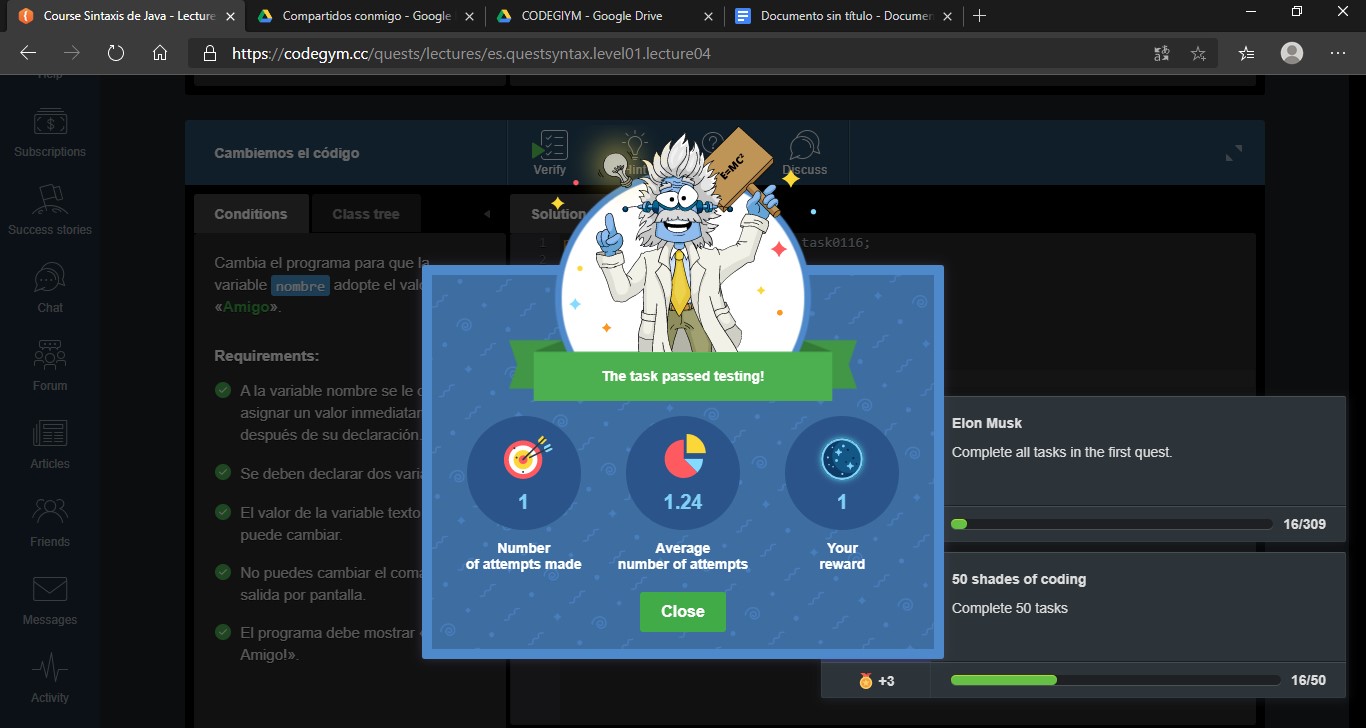 Course Sintaxis de Java - Lecture
Compartidos conmigo - Google
CODEGIYM - Google Drive
Documento sin título - Documen
https://codegym.cc/quests/lectures/es.questsyntax.level01.lecture04
Help
Subscriptions
Success stories
Chat
Forum
Articles
Friends
Messages
Activity
Cambiemos el código
Verify
Hint
Discuss
Conditions
Class tree
Solution
1
task0116;
2
Cambia el programa para que la
variable nombre adopte el valo
«Amigo».
Requirements:
A la variable nombre se le
asignar un valor inmediatar
después de su declaración.
Se deben declarar dos varia
El valor de la variable texto
puede cambiar.
No puedes cambiar el coma
salida por pantalla.
El programa debe mostrar
Amigo!».
E=MC²
The task passed testing!
1
Number
of attempts made
1.24
Average
number of attempts
1
Your
reward
Close
Elon Musk
Complete all tasks in the first quest.
16/309
50 shades of coding
Complete 50 tasks
+3
16/50